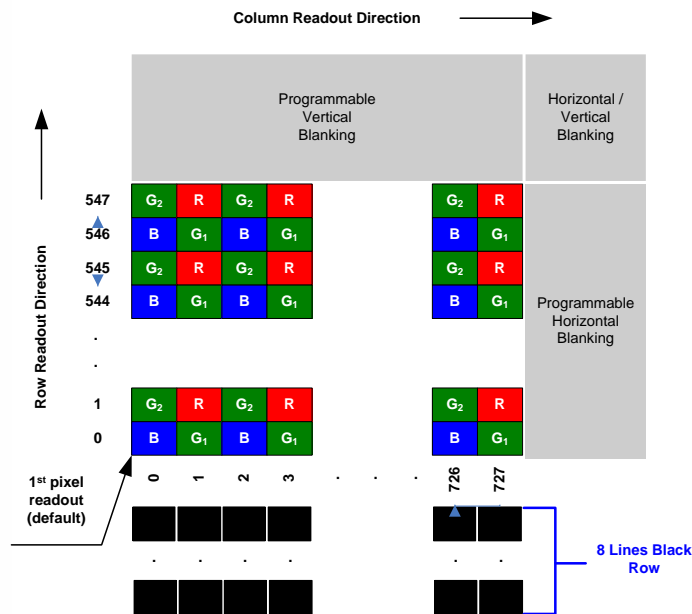 Column Readout Direction
Programmable
Vertical
Blanking
Horizontal /
Vertical
Blanking
Row Readout Direction
547 G2 R G2 R G2 R
546 B G1 B G1 B G1
545 G2 R G2 R G2 R
544 B G1 B G1 B G1
Programmable
Horizontal
Blanking
.
.
1 G2 R G2 R G2 R
0 B G1 B G1 B G1
1st pixel
readout
(default)
0 1 2 3 . . . 726 727
8 Lines Black
Row
. . . . . .